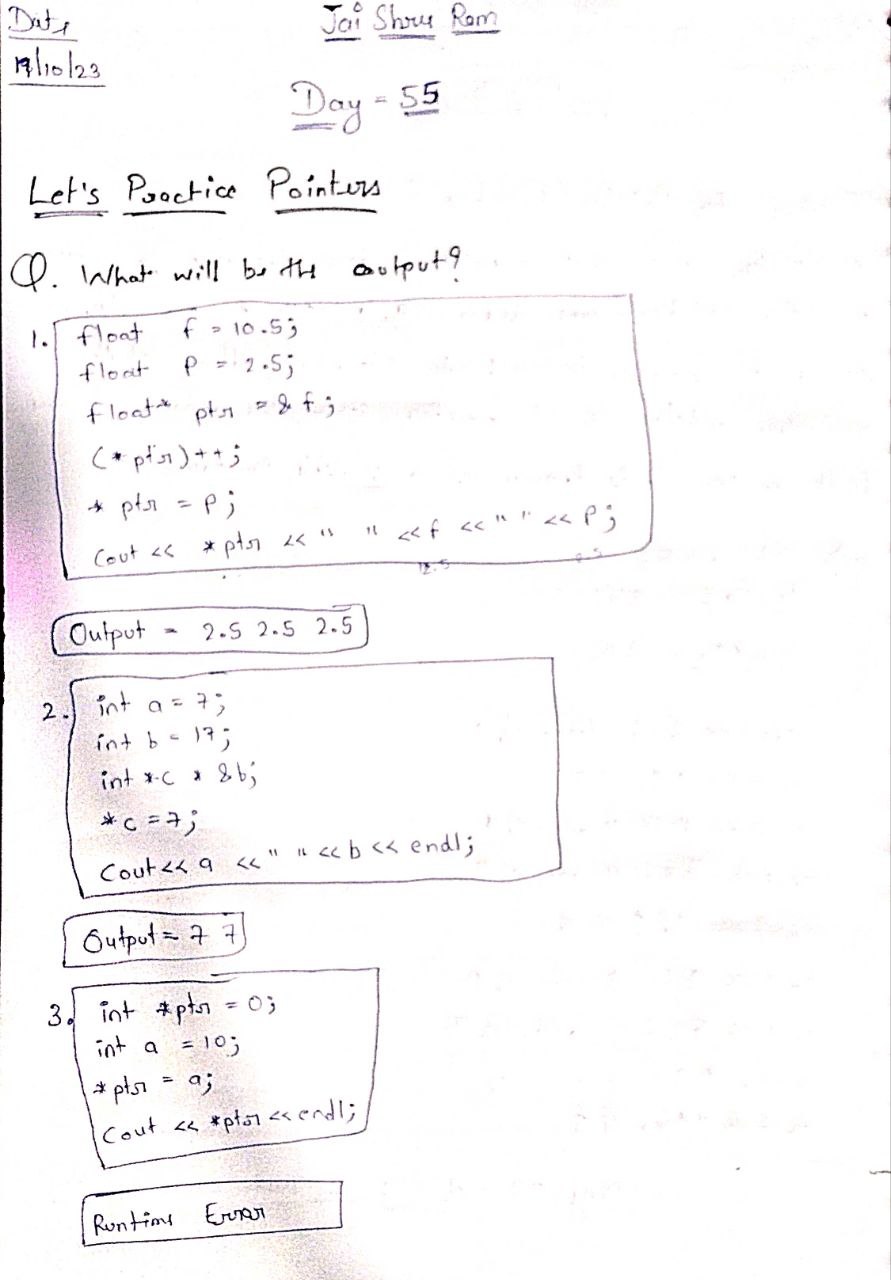 Date
Jai Shree Ram
19/10/23
Day - 55
Let's Practice Pointers
Q. What will be the output?
1. float f = 10.5;
float P = 2.5;
float* ptr = & f;
(* ptr)++;
* ptr = P;
Cout << *ptr << " " << f << " " << P;
12.5
Output = 2.5 2.5 2.5
2. int a = 7;
int b = 17;
int *c = &b;
*c = 7;
Cout << a << " " << b << endl;
Output = 7 7
3. int *ptr = 0;
int a = 10;
*ptr = a;
Cout << *ptr << endl;
Runtime Error